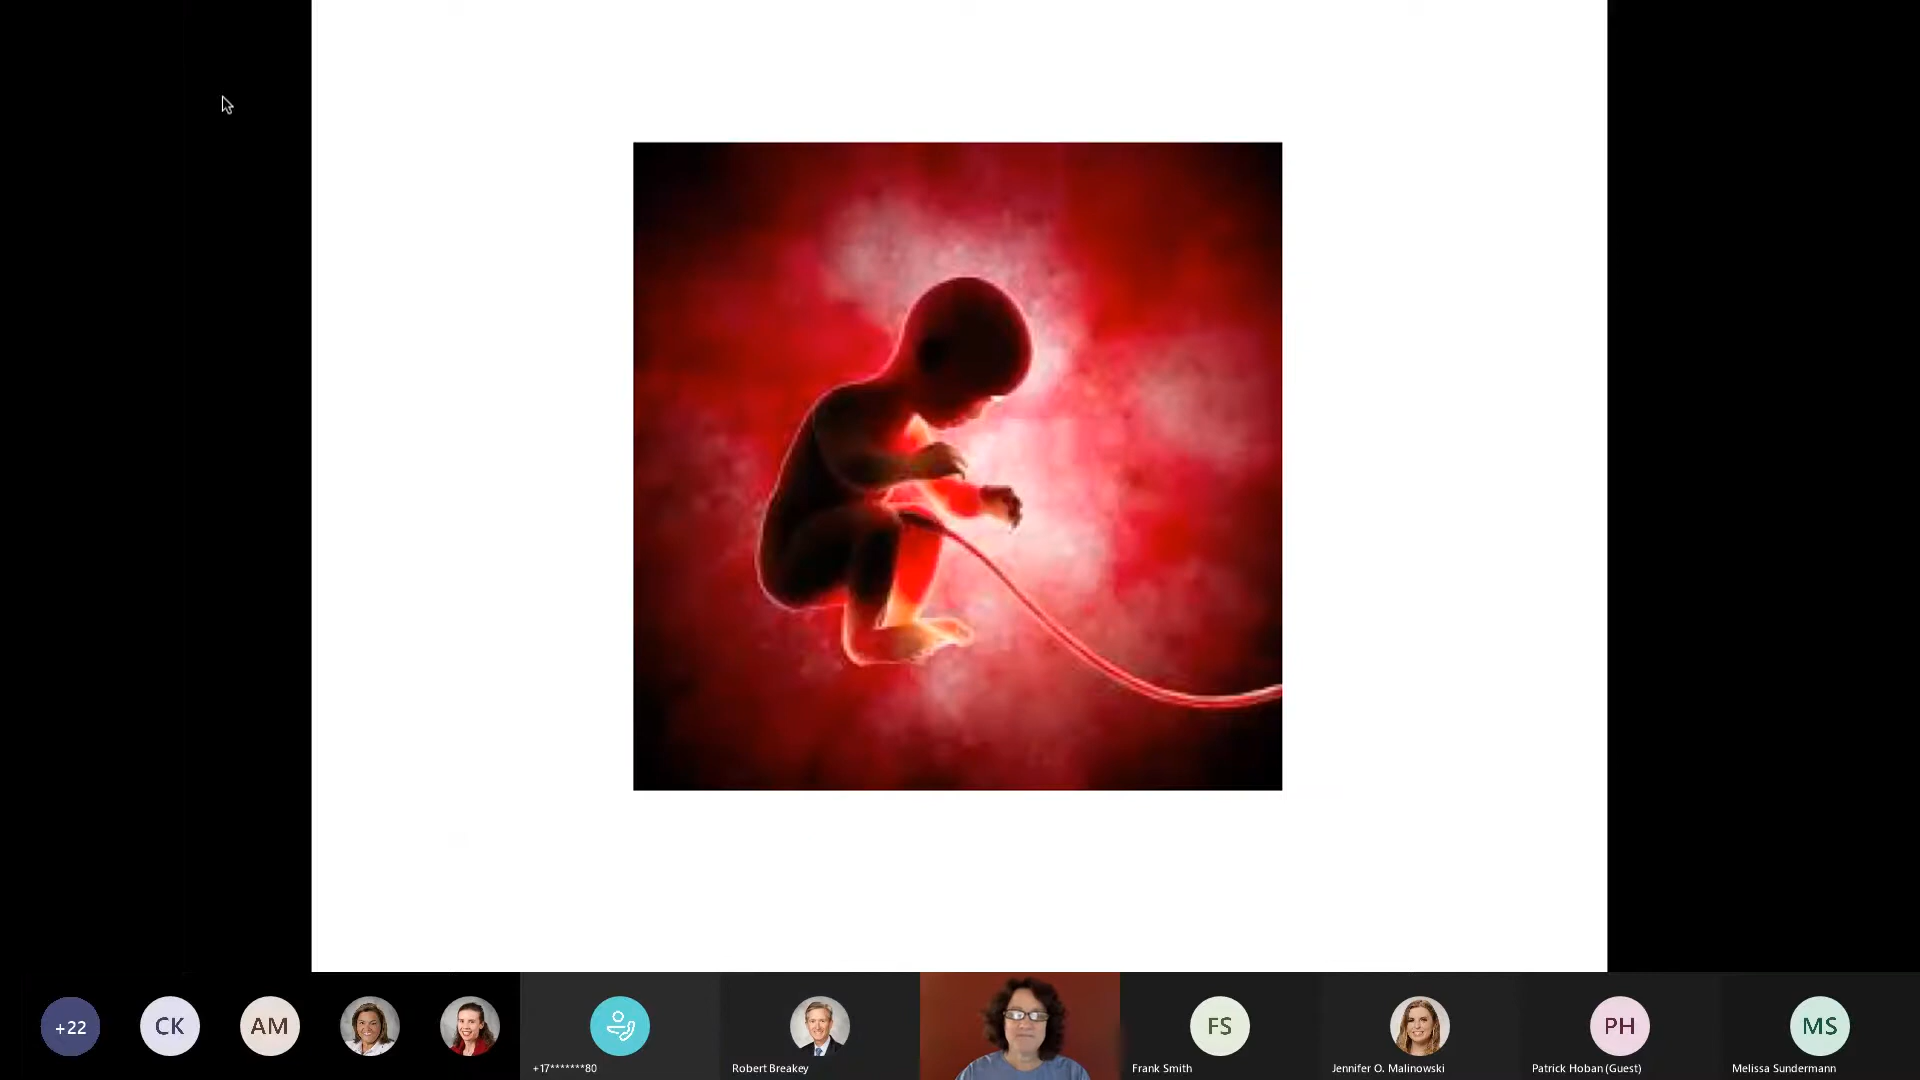 +22
CK
AM
FS
PH
MS
+17*******80
Robert Breakey
Frank Smith
Jennifer O. Malinowski
Patrick Hoban (Guest)
Melissa Sundermann